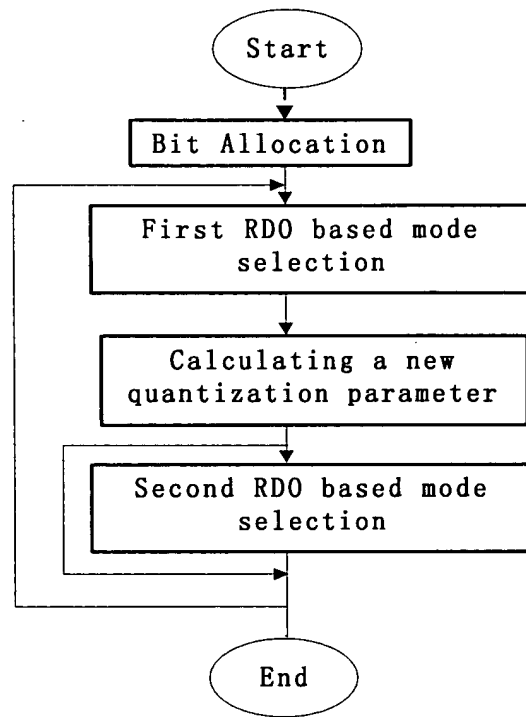 Start
Bit Allocation
First RDO based mode
selection
Calculating a new
quantization parameter
Second RDO based mode
selection
End